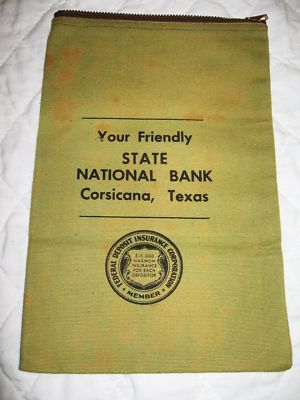 Your Friendly
STATE
NATIONAL BANK
Corsicana, Texas
FEDERAL DEPOSIT INSURANCE CORPORATION
$10,000
MAXIMUM
INSURANCE
FOR EACH
DEPOSITOR
MEMBER